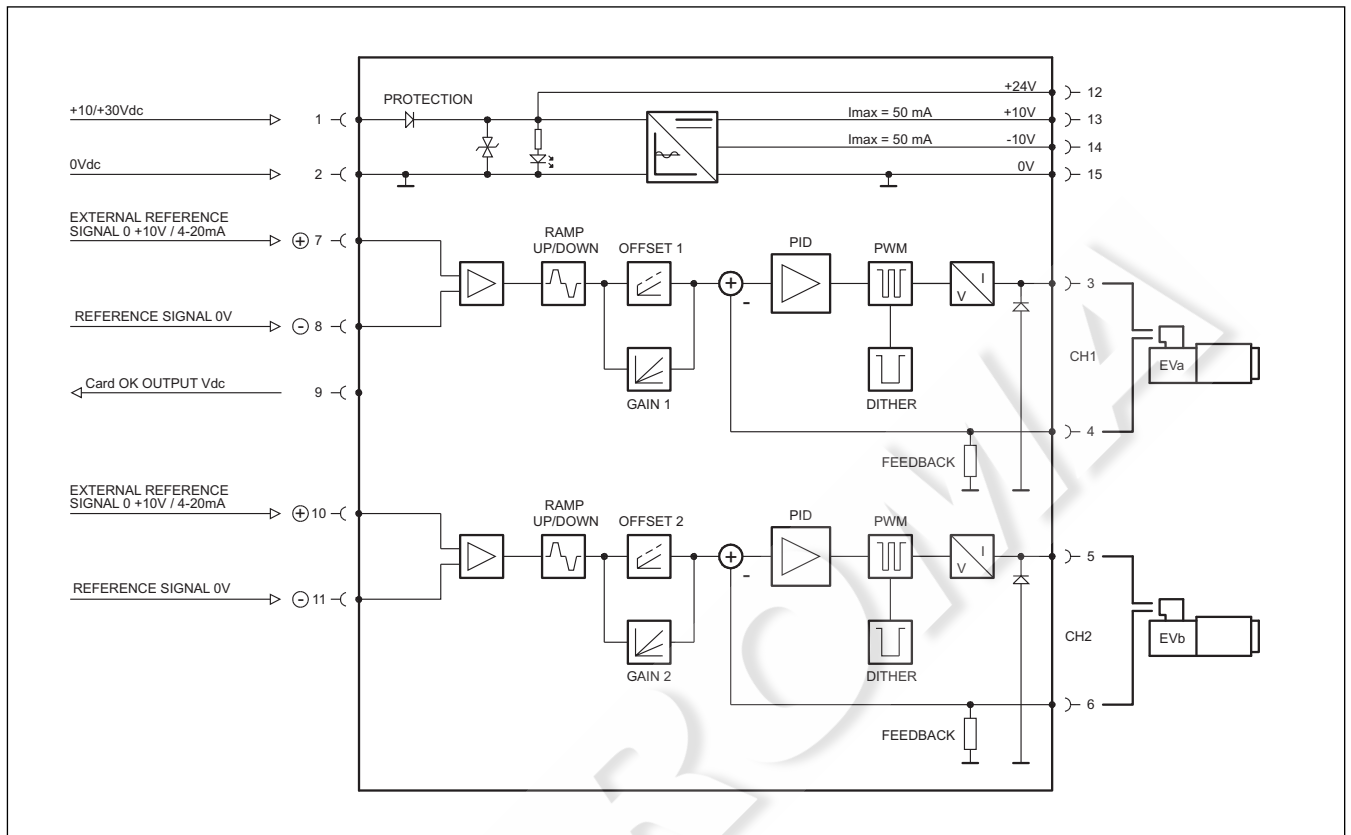 +10/+30Vdc
1
PROTECTION
+24V
12
Imax = 50 mA
+10V
13
Imax = 50 mA
-10V
14
0Vdc
2
0V
15
EXTERNAL REFERENCE
SIGNAL 0 +10V / 4-20mA
+ 7
RAMP
UP/DOWN
OFFSET 1
+
-
PID
PWM
I
V
3
REFERENCE SIGNAL 0V
- 8
CH1
EVa
Card OK OUTPUT Vdc
9
GAIN 1
DITHER
4
FEEDBACK
EXTERNAL REFERENCE
SIGNAL 0 +10V / 4-20mA
+ 10
RAMP
UP/DOWN
OFFSET 2
+
-
PID
PWM
I
V
5
REFERENCE SIGNAL 0V
- 11
CH2
EVb
GAIN 2
DITHER
6
FEEDBACK
ROMA